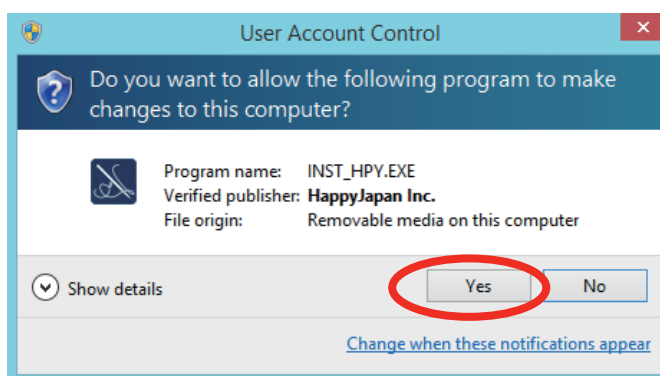 User Account Control
Do you want to allow the following program to make
changes to this computer?
Program name: INST_HPY.EXE
Verified publisher: HappyJapan Inc.
File origin: Removable media on this computer
Show details Yes No
Change when these notifications appear